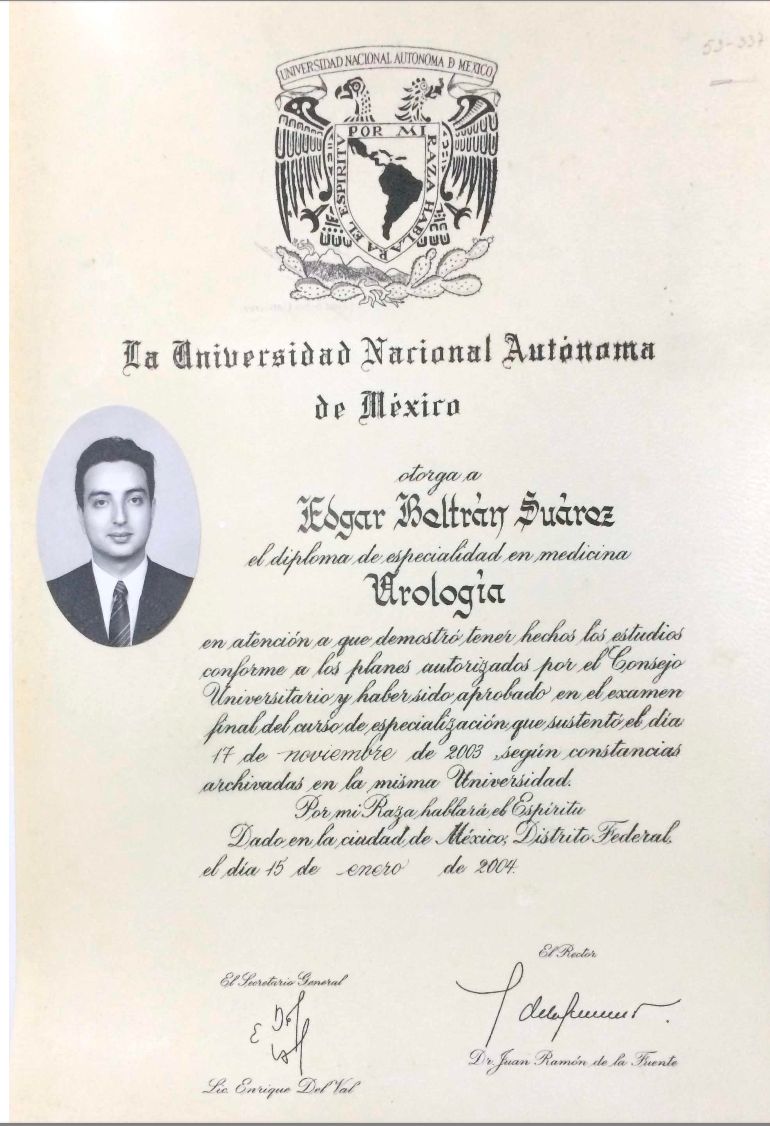 53-337
UNIVERSIDAD NACIONAL AUTONOMA D MEXICO
POR MI RAZA HABLARA EL ESPIRITU
La Universidad Nacional Autónoma
de México
otorga a
Edgar Beltrán Suárez
el diploma de especialidad en medicina
Urología
en atención a que demostró tener hechos los estudios
conforme a los planes autorizados por el Consejo
Universitario y haber sido aprobado en el examen
final del curso de especialización que sustentó el día
17 de noviembre de 2003 según constancias
archivadas en la misma Universidad.
Por mi Raza hablará el Espíritu
Dado en la ciudad de México, Distrito Federal,
el día 15 de enero de 2004.
El Rector
El Secretario General
Dr. Juan Ramón de la Fuente
Lic. Enrique Del Val